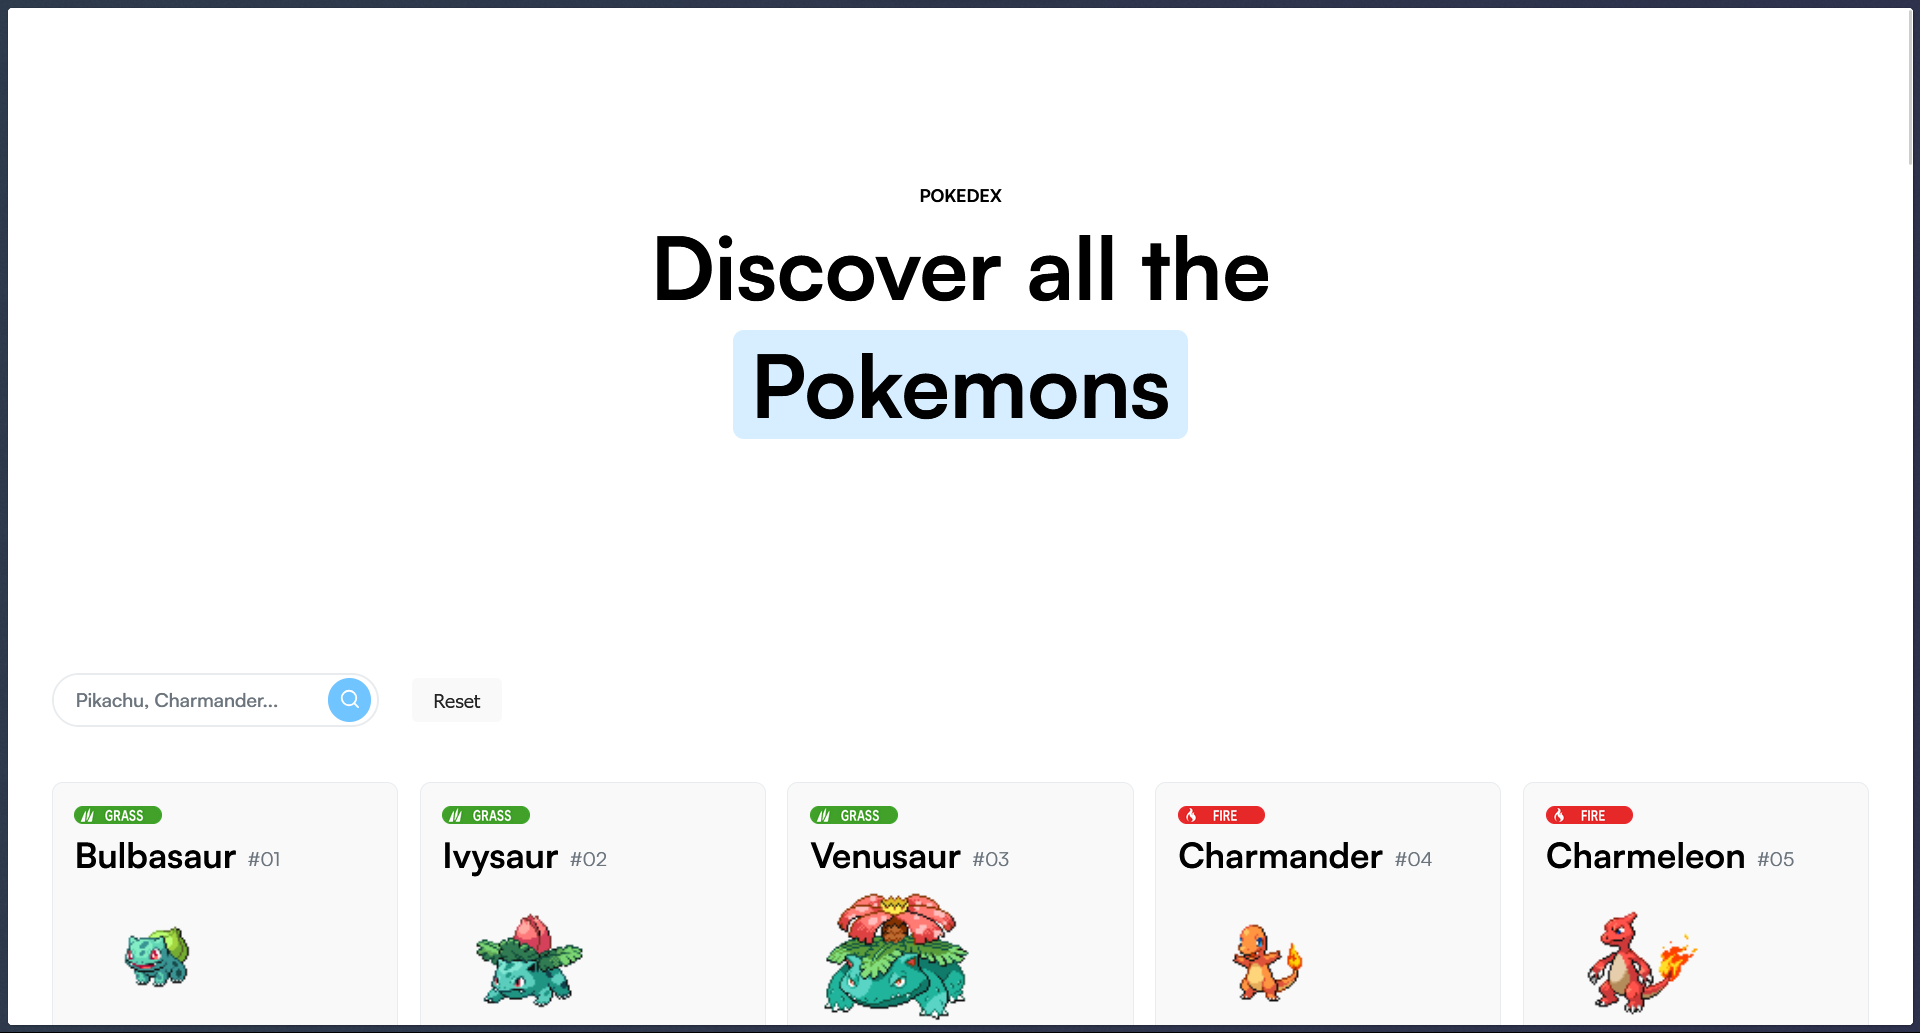 POKEDEX
Discover all the
Pokemons
Pikachu, Charmander...
Reset
GRASS
Bulbasaur #01
GRASS
Ivysaur #02
GRASS
Venusaur #03
FIRE
Charmander #04
FIRE
Charmeleon #05